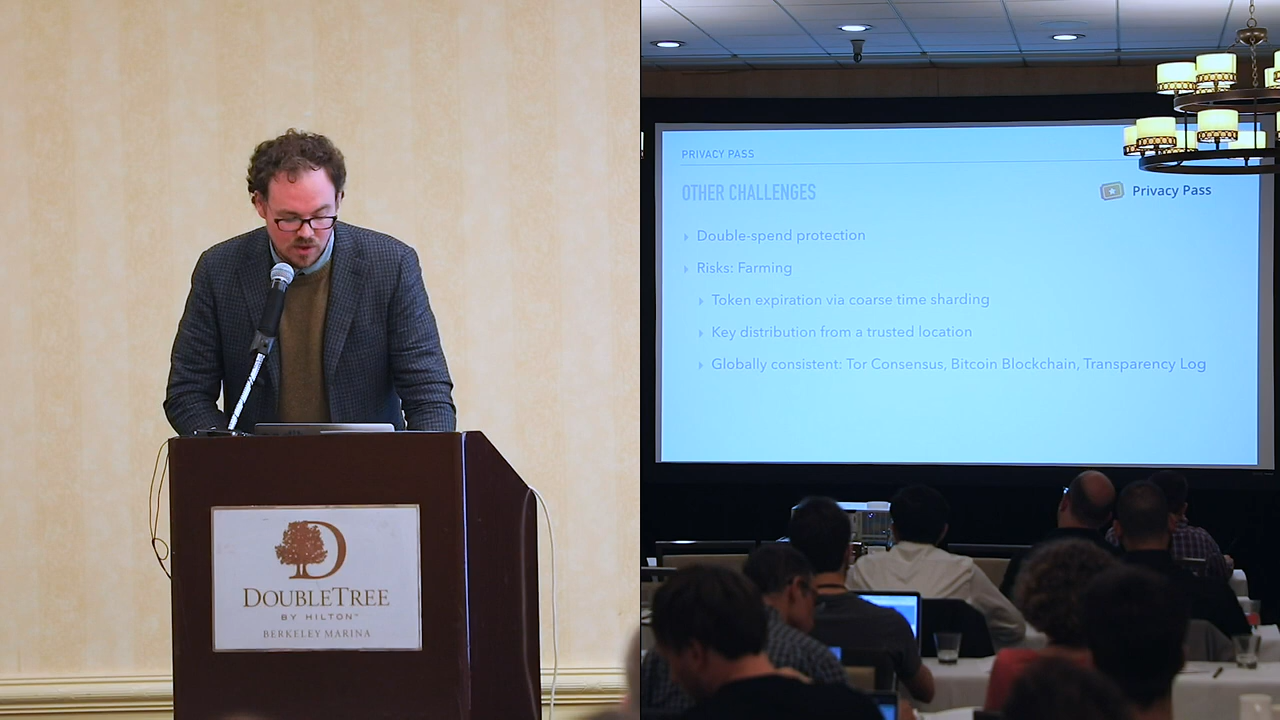 DOUBLETREE
BY HILTON™
BERKELEY MARINA
PRIVACY PASS
OTHER CHALLENGES
Privacy Pass
Double-spend protection
Risks: Farming
Token expiration via coarse time sharding
Key distribution from a trusted location
Globally consistent: Tor Consensus, Bitcoin Blockchain, Transparency Log